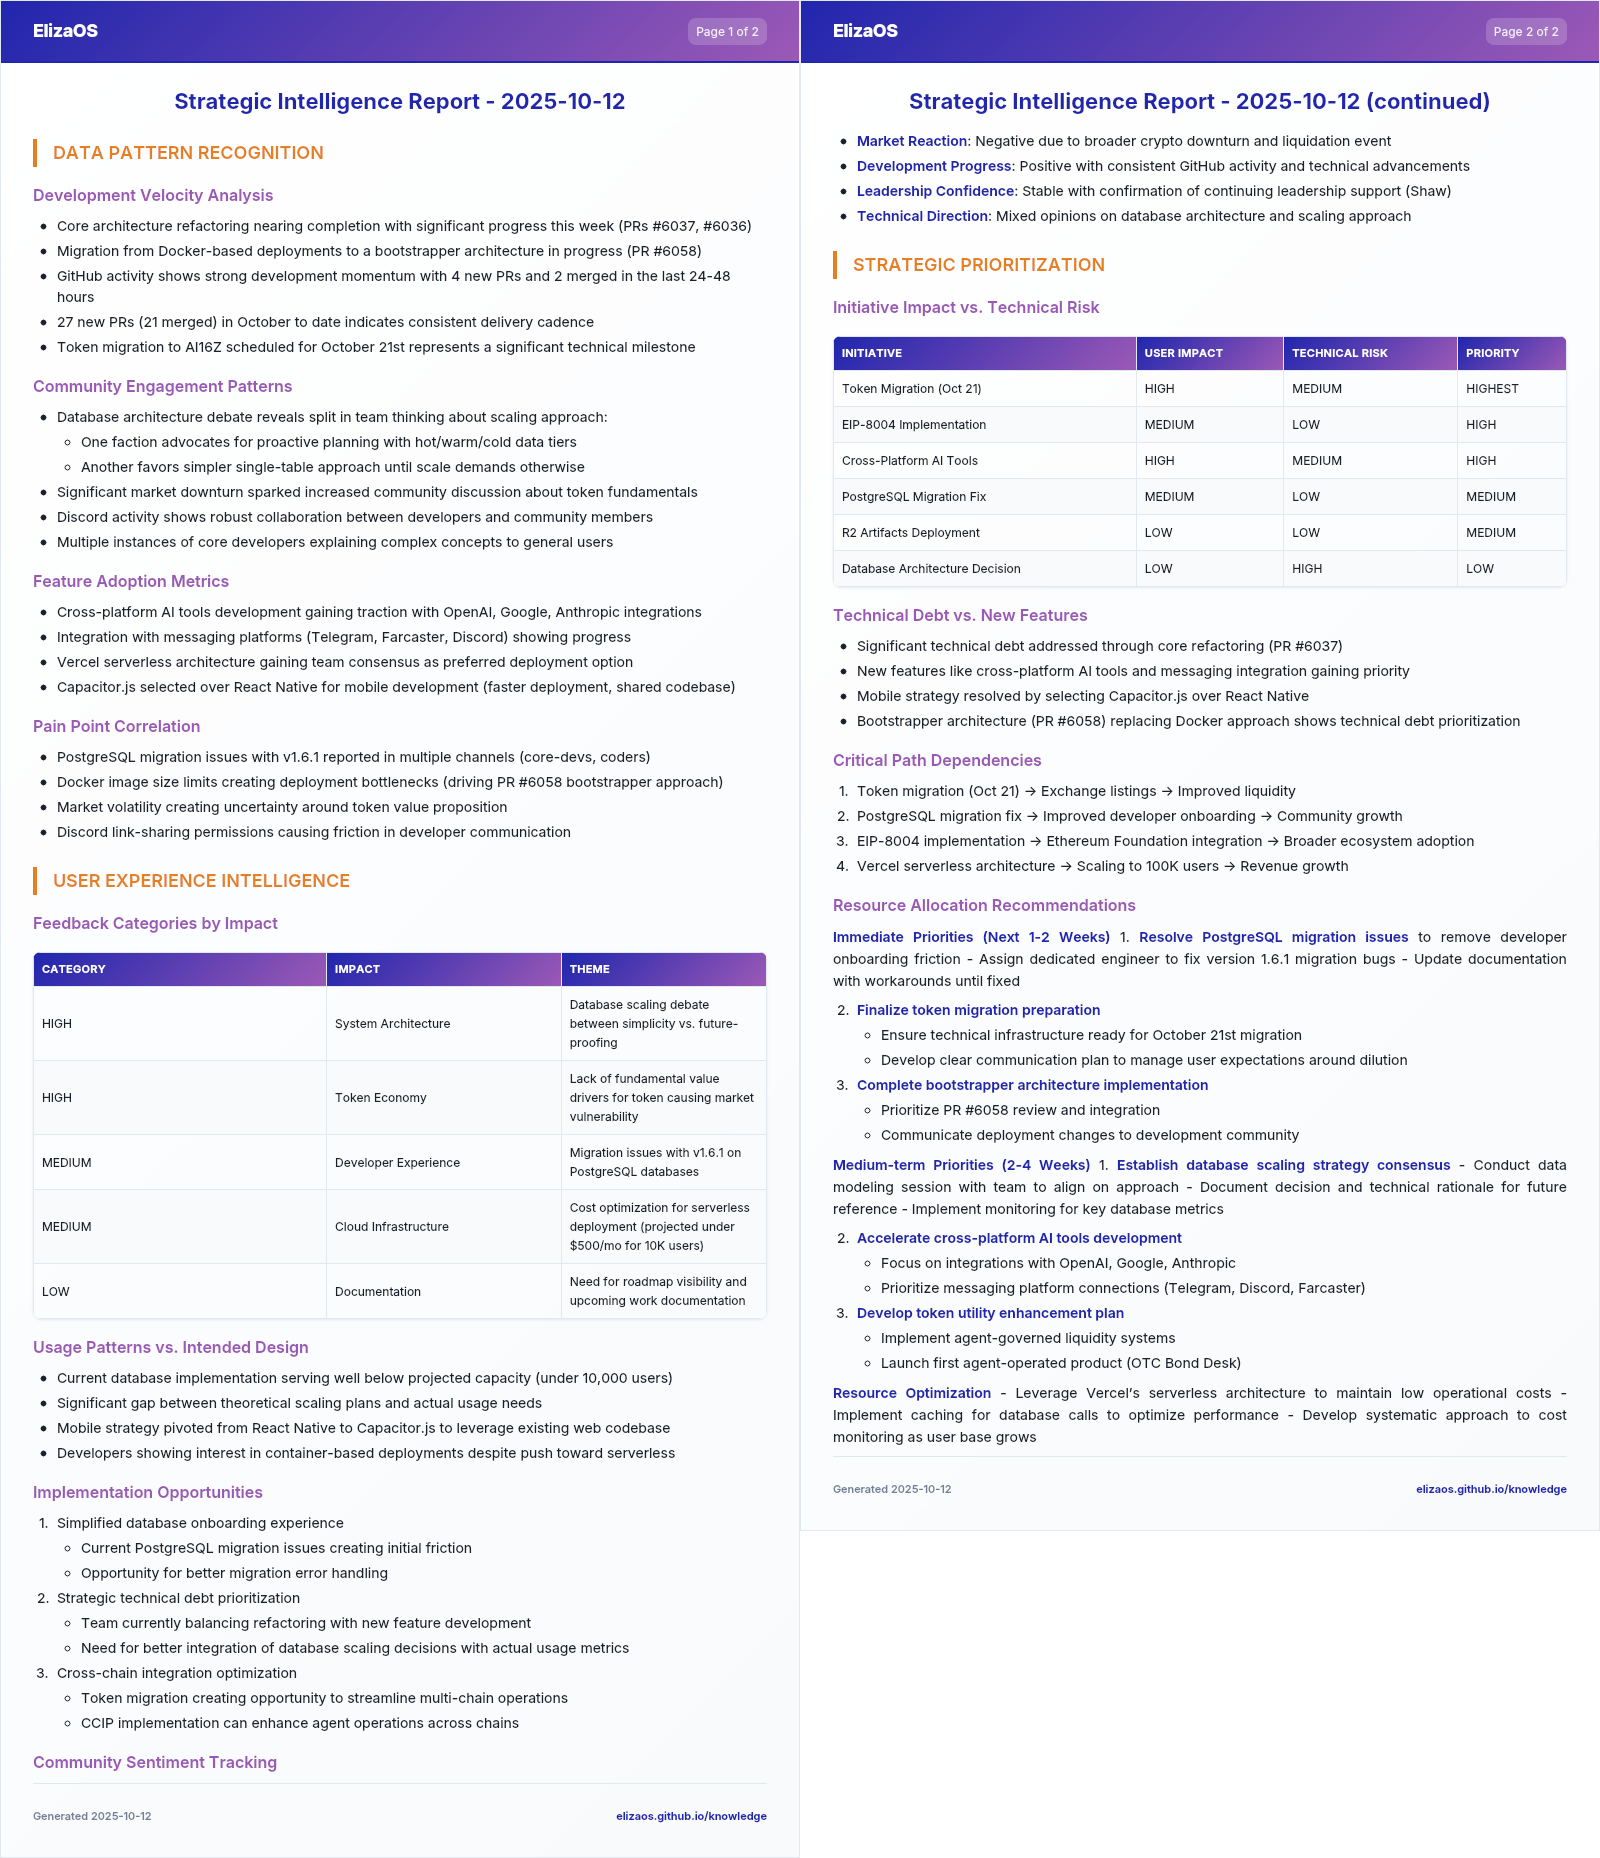 ElizaOS
Page 1 of 2
Strategic Intelligence Report - 2025-10-12
DATA PATTERN RECOGNITION
Development Velocity Analysis
• Core architecture refactoring nearing completion with significant progress this week (PRs #6037, #6036)
• Migration from Docker-based deployments to a bootstrapper architecture in progress (PR #6058)
• GitHub activity shows strong development momentum with 4 new PRs and 2 merged in the last 24-48
hours
• 27 new PRs (21 merged) in October to date indicates consistent delivery cadence
• Token migration to AI16Z scheduled for October 21st represents a significant technical milestone
Community Engagement Patterns
• Database architecture debate reveals split in team thinking about scaling approach:
◦ One faction advocates for proactive planning with hot/warm/cold data tiers
◦ Another favors simpler single-table approach until scale demands otherwise
• Significant market downturn sparked increased community discussion about token fundamentals
• Discord activity shows robust collaboration between developers and community members
• Multiple instances of core developers explaining complex concepts to general users
Feature Adoption Metrics
• Cross-platform AI tools development gaining traction with OpenAI, Google, Anthropic integrations
• Integration with messaging platforms (Telegram, Farcaster, Discord) showing progress
• Vercel serverless architecture gaining team consensus as preferred deployment option
• Capacitor.js selected over React Native for mobile development (faster deployment, shared codebase)
Pain Point Correlation
• PostgreSQL migration issues with v1.6.1 reported in multiple channels (core-devs, coders)
• Docker image size limits creating deployment bottlenecks (driving PR #6058 bootstrapper approach)
• Market volatility creating uncertainty around token value proposition
• Discord link-sharing permissions causing friction in developer communication
USER EXPERIENCE INTELLIGENCE
Feedback Categories by Impact
CATEGORY IMPACT THEME
HIGH System Architecture Database scaling debate
between simplicity vs. future-
proofing
HIGH Token Economy Lack of fundamental value
drivers for token causing market
vulnerability
MEDIUM Developer Experience Migration issues with v1.6.1 on
PostgreSQL databases
MEDIUM Cloud Infrastructure Cost optimization for serverless
deployment (projected under
$500/mo for 10K users)
LOW Documentation Need for roadmap visibility and
upcoming work documentation
Usage Patterns vs. Intended Design
• Current database implementation serving well below projected capacity (under 10,000 users)
• Significant gap between theoretical scaling plans and actual usage needs
• Mobile strategy pivoted from React Native to Capacitor.js to leverage existing web codebase
• Developers showing interest in container-based deployments despite push toward serverless
Implementation Opportunities
1. Simplified database onboarding experience
◦ Current PostgreSQL migration issues creating initial friction
◦ Opportunity for better migration error handling
2. Strategic technical debt prioritization
◦ Team currently balancing refactoring with new feature development
◦ Need for better integration of database scaling decisions with actual usage metrics
3. Cross-chain integration optimization
◦ Token migration creating opportunity to streamline multi-chain operations
◦ CCIP implementation can enhance agent operations across chains
Community Sentiment Tracking
Generated 2025-10-12
elizaos.github.io/knowledge
ElizaOS
Page 2 of 2
Strategic Intelligence Report - 2025-10-12 (continued)
• Market Reaction: Negative due to broader crypto downturn and liquidation event
• Development Progress: Positive with consistent GitHub activity and technical advancements
• Leadership Confidence: Stable with confirmation of continuing leadership support (Shaw)
• Technical Direction: Mixed opinions on database architecture and scaling approach
STRATEGIC PRIORITIZATION
Initiative Impact vs. Technical Risk
INITIATIVE USER IMPACT TECHNICAL RISK PRIORITY
Token Migration (Oct 21) HIGH MEDIUM HIGHEST
EIP-8004 Implementation MEDIUM LOW HIGH
Cross-Platform AI Tools HIGH MEDIUM HIGH
PostgreSQL Migration Fix MEDIUM LOW MEDIUM
R2 Artifacts Deployment LOW LOW MEDIUM
Database Architecture Decision LOW HIGH LOW
Technical Debt vs. New Features
• Significant technical debt addressed through core refactoring (PR #6037)
• New features like cross-platform AI tools and messaging integration gaining priority
• Mobile strategy resolved by selecting Capacitor.js over React Native
• Bootstrapper architecture (PR #6058) replacing Docker approach shows technical debt prioritization
Critical Path Dependencies
1. Token migration (Oct 21) → Exchange listings → Improved liquidity
2. PostgreSQL migration fix → Improved developer onboarding → Community growth
3. EIP-8004 implementation → Ethereum Foundation integration → Broader ecosystem adoption
4. Vercel serverless architecture → Scaling to 100K users → Revenue growth
Resource Allocation Recommendations
Immediate Priorities (Next 1-2 Weeks) 1. Resolve PostgreSQL migration issues to remove developer
onboarding friction - Assign dedicated engineer to fix version 1.6.1 migration bugs - Update documentation
with workarounds until fixed
2. Finalize token migration preparation
◦ Ensure technical infrastructure ready for October 21st migration
◦ Develop clear communication plan to manage user expectations around dilution
3. Complete bootstrapper architecture implementation
◦ Prioritize PR #6058 review and integration
◦ Communicate deployment changes to development community
Medium-term Priorities (2-4 Weeks) 1. Establish database scaling strategy consensus - Conduct data
modeling session with team to align on approach - Document decision and technical rationale for future
reference - Implement monitoring for key database metrics
2. Accelerate cross-platform AI tools development
◦ Focus on integrations with OpenAI, Google, Anthropic
◦ Prioritize messaging platform connections (Telegram, Discord, Farcaster)
3. Develop token utility enhancement plan
◦ Implement agent-governed liquidity systems
◦ Launch first agent-operated product (OTC Bond Desk)
Resource Optimization - Leverage Vercel's serverless architecture to maintain low operational costs -
Implement caching for database calls to optimize performance - Develop systematic approach to cost
monitoring as user base grows
Generated 2025-10-12
elizaos.github.io/knowledge